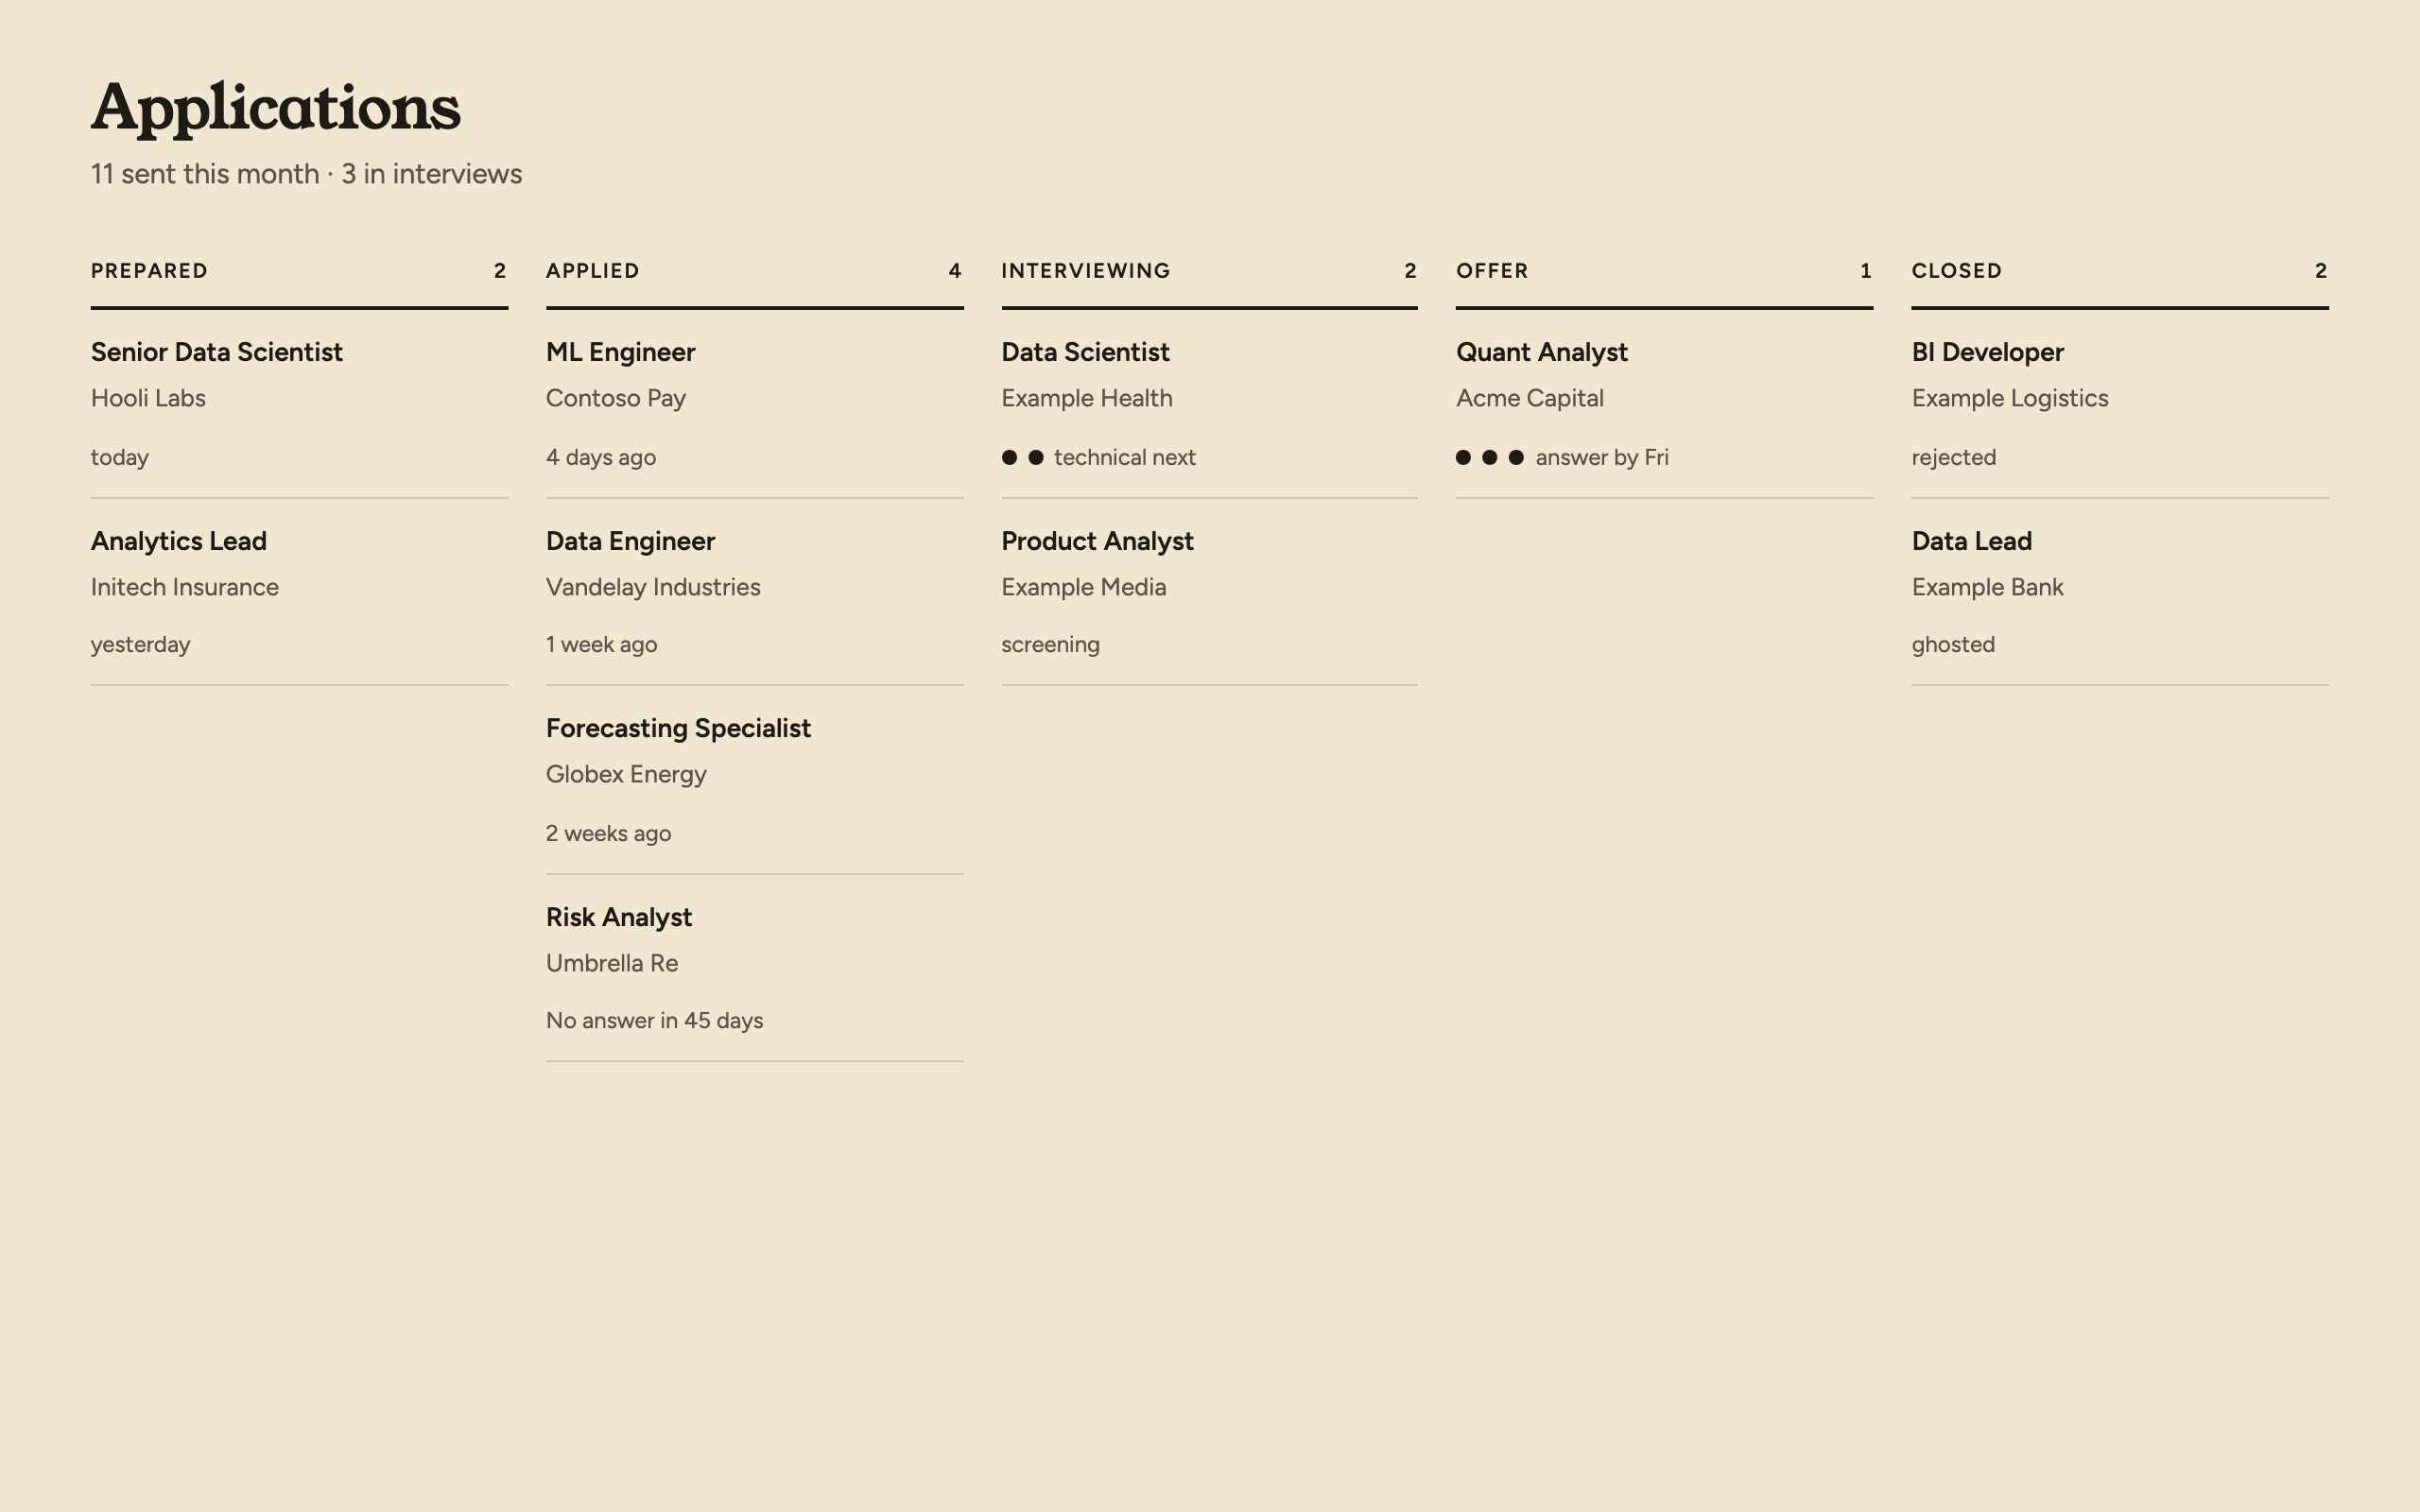 Applications
11 sent this month · 3 in interviews
PREPARED 2
Senior Data Scientist
Hooli Labs
today
Analytics Lead
Initech Insurance
yesterday
APPLIED 4
ML Engineer
Contoso Pay
4 days ago
Data Engineer
Vandelay Industries
1 week ago
Forecasting Specialist
Globex Energy
2 weeks ago
Risk Analyst
Umbrella Re
No answer in 45 days
INTERVIEWING 2
Data Scientist
Example Health
technical next
Product Analyst
Example Media
screening
OFFER 1
Quant Analyst
Acme Capital
answer by Fri
CLOSED 2
BI Developer
Example Logistics
rejected
Data Lead
Example Bank
ghosted